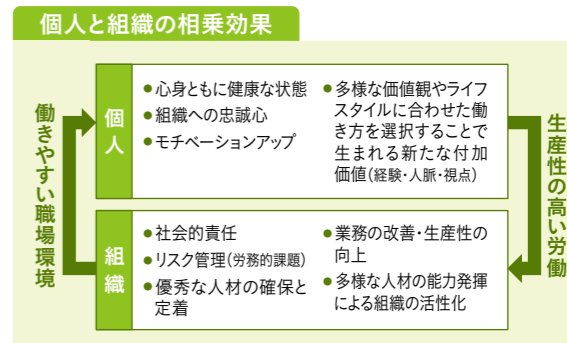 個人と組織の相乗効果
働きやすい職場環境
個人
●心身ともに健康な状態
●組織への忠誠心
●モチベーションアップ
●多様な価値観やライフ
スタイルに合わせた働
き方を選択することで
生まれる新たな付加
価値(経験・人脈・視点)
組織
●社会的責任
●リスク管理(労務的課題)
●優秀な人材の確保と
定着
●業務の改善・生産性の
向上
●多様な人材の能力発揮
による組織の活性化
生産性の高い労働